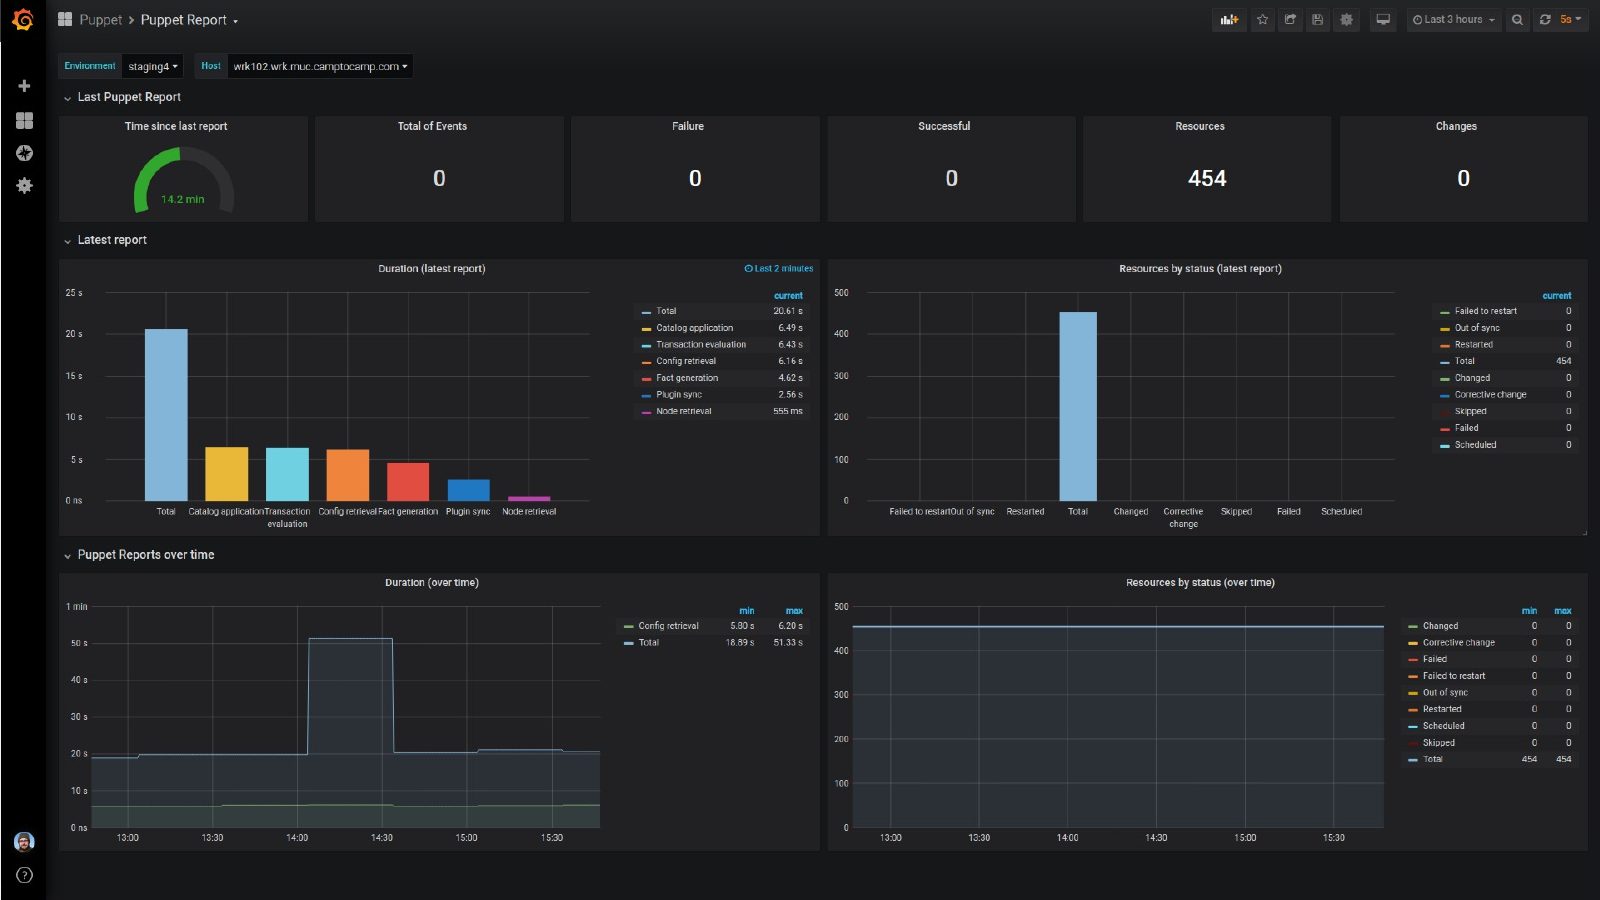 Puppet > Puppet Report
Last 3 hours
5s
Environment staging4 Host wrk102.wrk.muc.camptocamp.com
Last Puppet Report
Time since last report
14.2 min
Total of Events
0
Failure
0
Successful
0
Resources
454
Changes
0
Latest report
Duration (latest report)
Last 2 minutes
25 s
20 s
15 s
10 s
5 s
0 ns
Total Catalog application Transaction evaluation Config retrieval Fact generation Plugin sync Node retrieval
current
Total 20.61 s
Catalog application 6.49 s
Transaction evaluation 6.43 s
Config retrieval 6.16 s
Fact generation 4.62 s
Plugin sync 2.56 s
Node retrieval 555 ms
Resources by status (latest report)
500
400
300
200
100
0
Failed to restart Out of sync Restarted Total Changed Corrective change Skipped Failed Scheduled
current
Failed to restart 0
Out of sync 0
Restarted 0
Total 454
Changed 0
Corrective change 0
Skipped 0
Failed 0
Scheduled 0
Puppet Reports over time
Duration (over time)
1 min
50 s
40 s
30 s
20 s
10 s
0 ns
13:00 13:30 14:00 14:30 15:00 15:30
min max
Config retrieval 5.80 s 6.20 s
Total 18.89 s 51.33 s
Resources by status (over time)
500
400
300
200
100
0
13:00 13:30 14:00 14:30 15:00 15:30
min max
Changed 0 0
Corrective change 0 0
Failed 0 0
Failed to restart 0 0
Out of sync 0 0
Restarted 0 0
Scheduled 0 0
Skipped 0 0
Total 454 454